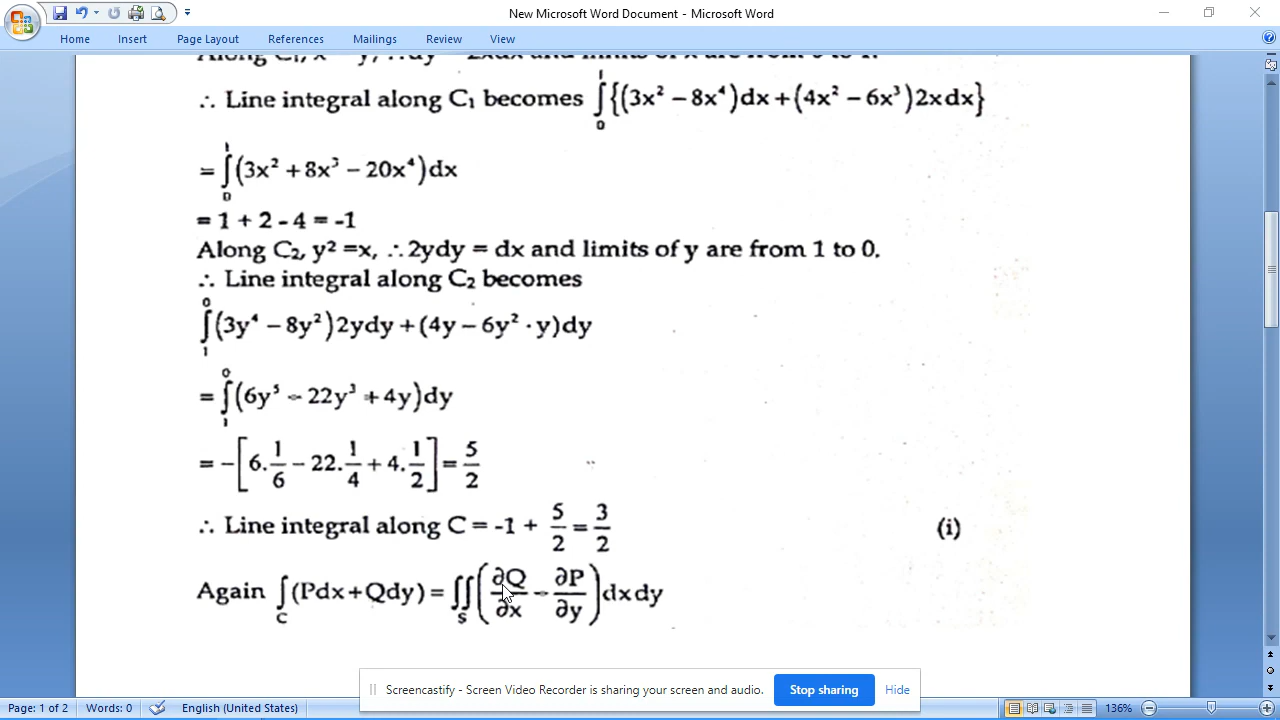 New Microsoft Word Document - Microsoft Word
Home Insert Page Layout References Mailings Review View
∴ Line integral along C₁ becomes ∫₀¹{(3x² − 8x⁴)dx + (4x² − 6x³)2xdx}
= ∫₀¹(3x² + 8x³ − 20x⁴)dx
= 1 + 2 - 4 = -1
Along C₂, y² =x, ∴2ydy = dx and limits of y are from 1 to 0.
∴ Line integral along C₂ becomes
∫₁⁰(3y⁴ − 8y²)2ydy + (4y − 6y² · y)dy
= ∫₁⁰(6y⁵ − 22y³ + 4y)dy
= −[6.1/6 − 22.1/4 + 4.1/2] = 5/2
∴ Line integral along C = -1 + 5/2 = 3/2 (i)
Again ∫_C(Pdx + Qdy) = ∬_S(∂Q/∂x − ∂P/∂y)dxdy
Screencastify - Screen Video Recorder is sharing your screen and audio. Stop sharing Hide
Page: 1 of 2 Words: 0 English (United States) 136%